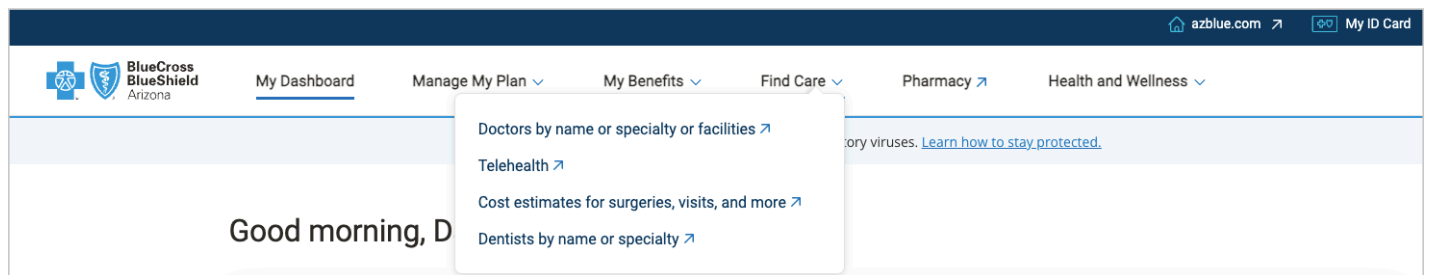 azblue.com My ID Card
BlueCross
BlueShield
Arizona
My Dashboard Manage My Plan My Benefits Find Care Pharmacy Health and Wellness
Doctors by name or specialty or facilities
viruses. Learn how to stay protected.
Telehealth
Cost estimates for surgeries, visits, and more
Good morning, D
Dentists by name or specialty